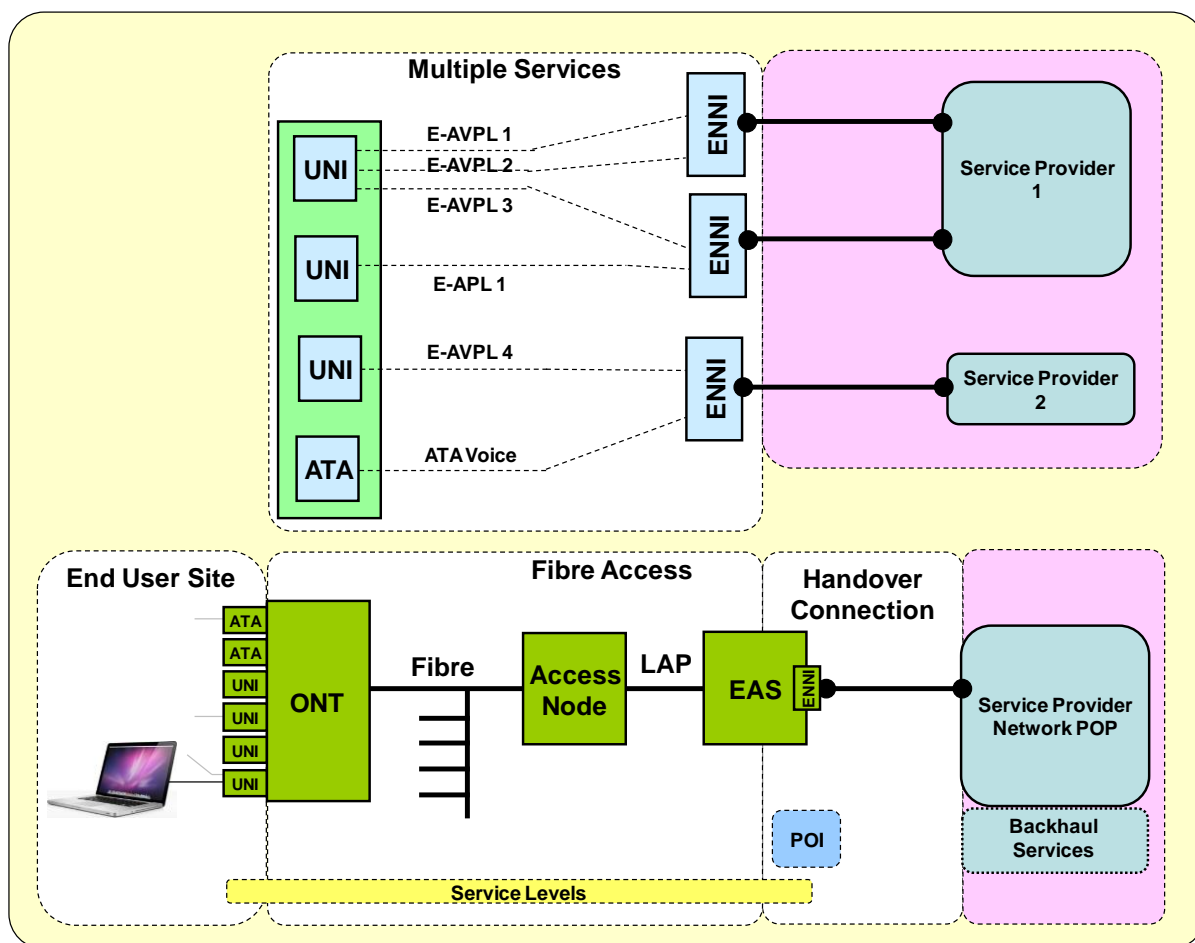 Multiple Services
E-AVPL 1
E-AVPL 2
E-AVPL 3
E-APL 1
E-AVPL 4
ATA Voice
UNI
UNI
UNI
ATA
ENNI
ENNI
ENNI
Service Provider
1
Service Provider
2
End User Site
Fibre Access
Handover
Connection
ATA
ATA
UNI
UNI
UNI
UNI
ONT
Fibre
Access
Node
LAP
EAS
ENNI
Service Provider
Network POP
POI
Backhaul
Services
Service Levels